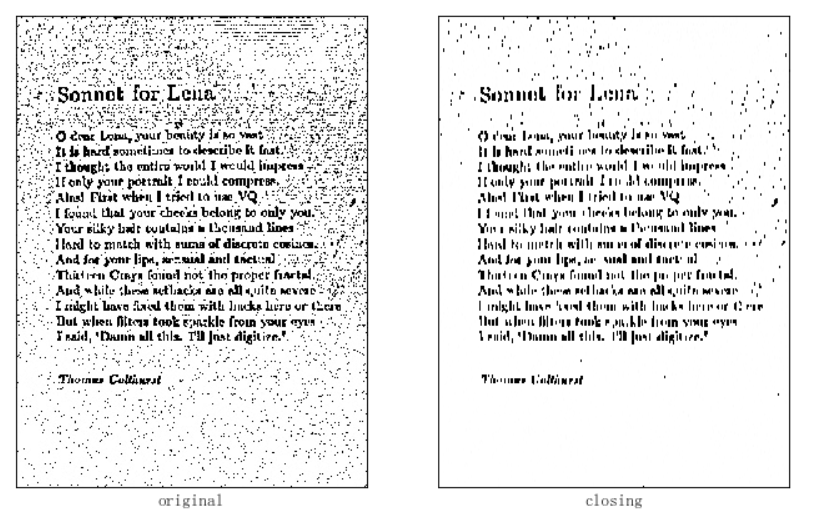 Sonnet for Lena
O dear Lena, your beauty is so vast
It is hard sometimes to describe it fast.
I thought the entire world I would impress
If only your portrait I could compress.
Alas! First when I tried to use VQ
I found that your cheeks belong to only you.
Your silky hair contains a thousand lines
Hard to match with sums of discrete cosines.
And for your lips, sensual and tactual
Thirteen Crays found not the proper fractal.
And while these setbacks are all quite severe
I might have fixed them with hacks here or there
But when filters took sparkle from your eyes
I said, 'Damn all this. I'll just digitize.'
Thomas Colthurst
original
Sonnet for Lena
O dear Lena, your beauty is so vast
It is hard sometimes to describe it fast.
I thought the entire world I would impress
If only your portrait I could compress.
Alas! First when I tried to use VQ
I found that your cheeks belong to only you.
Your silky hair contains a thousand lines
Hard to match with sums of discrete cosines.
And for your lips, sensual and tactual
Thirteen Crays found not the proper fractal.
And while these setbacks are all quite severe
I might have fixed them with hacks here or there
But when filters took sparkle from your eyes
I said, 'Damn all this. I'll just digitize.'
Thomas Colthurst
closing